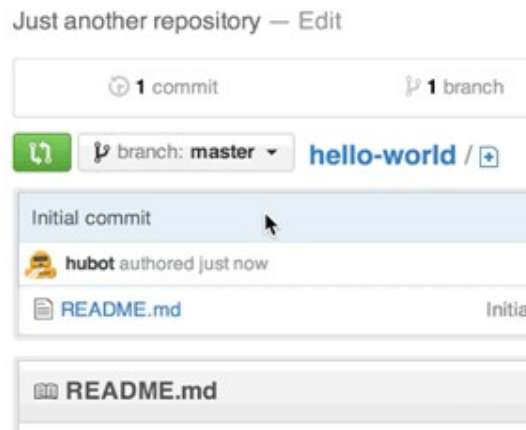 Just another repository — Edit
1 commit 1 branch
branch: master hello-world /
Initial commit
hubot authored just now
README.md Initia
README.md